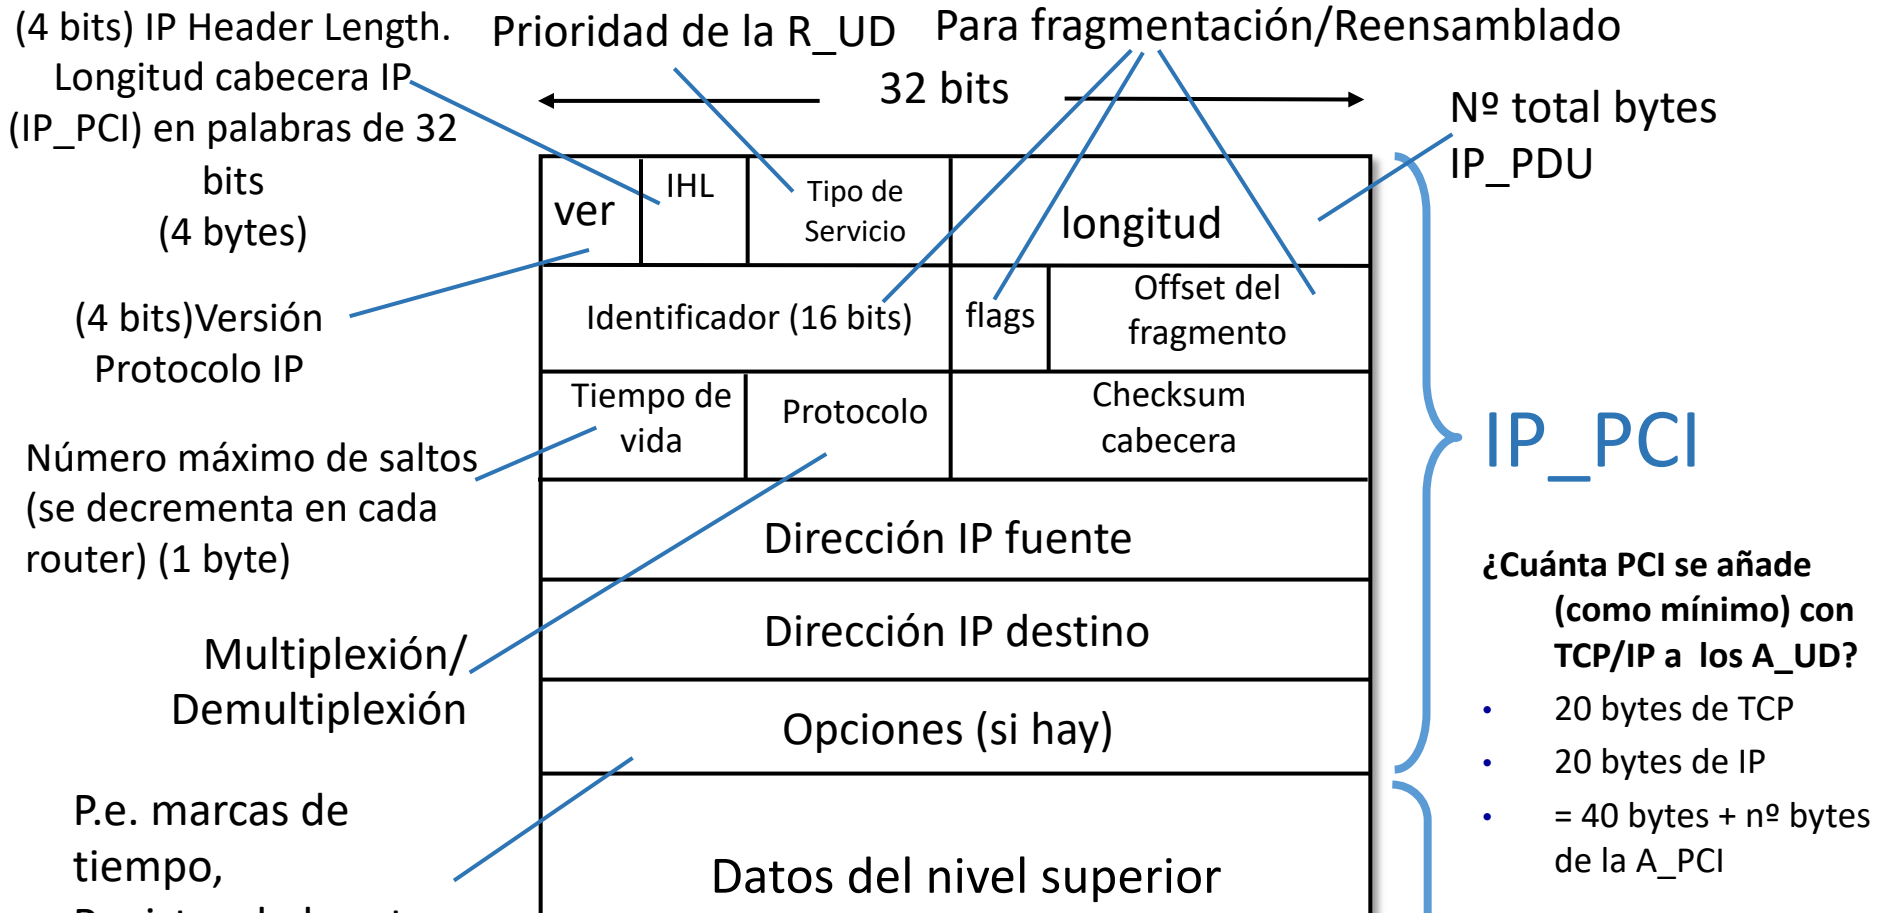 (4 bits) IP Header Length.
Longitud cabecera IP
(IP_PCI) en palabras de 32
bits
(4 bytes)
Prioridad de la R_UD
Para fragmentación/Reensamblado
32 bits
Nº total bytes
IP_PDU
ver
IHL
Tipo de
Servicio
longitud
(4 bits)Versión
Protocolo IP
Identificador (16 bits)
flags
Offset del
fragmento
Tiempo de
vida
Protocolo
Checksum
cabecera
IP_PCI
Número máximo de saltos
(se decrementa en cada
router) (1 byte)
Dirección IP fuente
Dirección IP destino
Multiplexión/
Demultiplexión
Opciones (si hay)
¿Cuánta PCI se añade
(como mínimo) con
TCP/IP a los A_UD?
• 20 bytes de TCP
• 20 bytes de IP
• = 40 bytes + nº bytes
de la A_PCI
P.e. marcas de
tiempo,
Datos del nivel superior